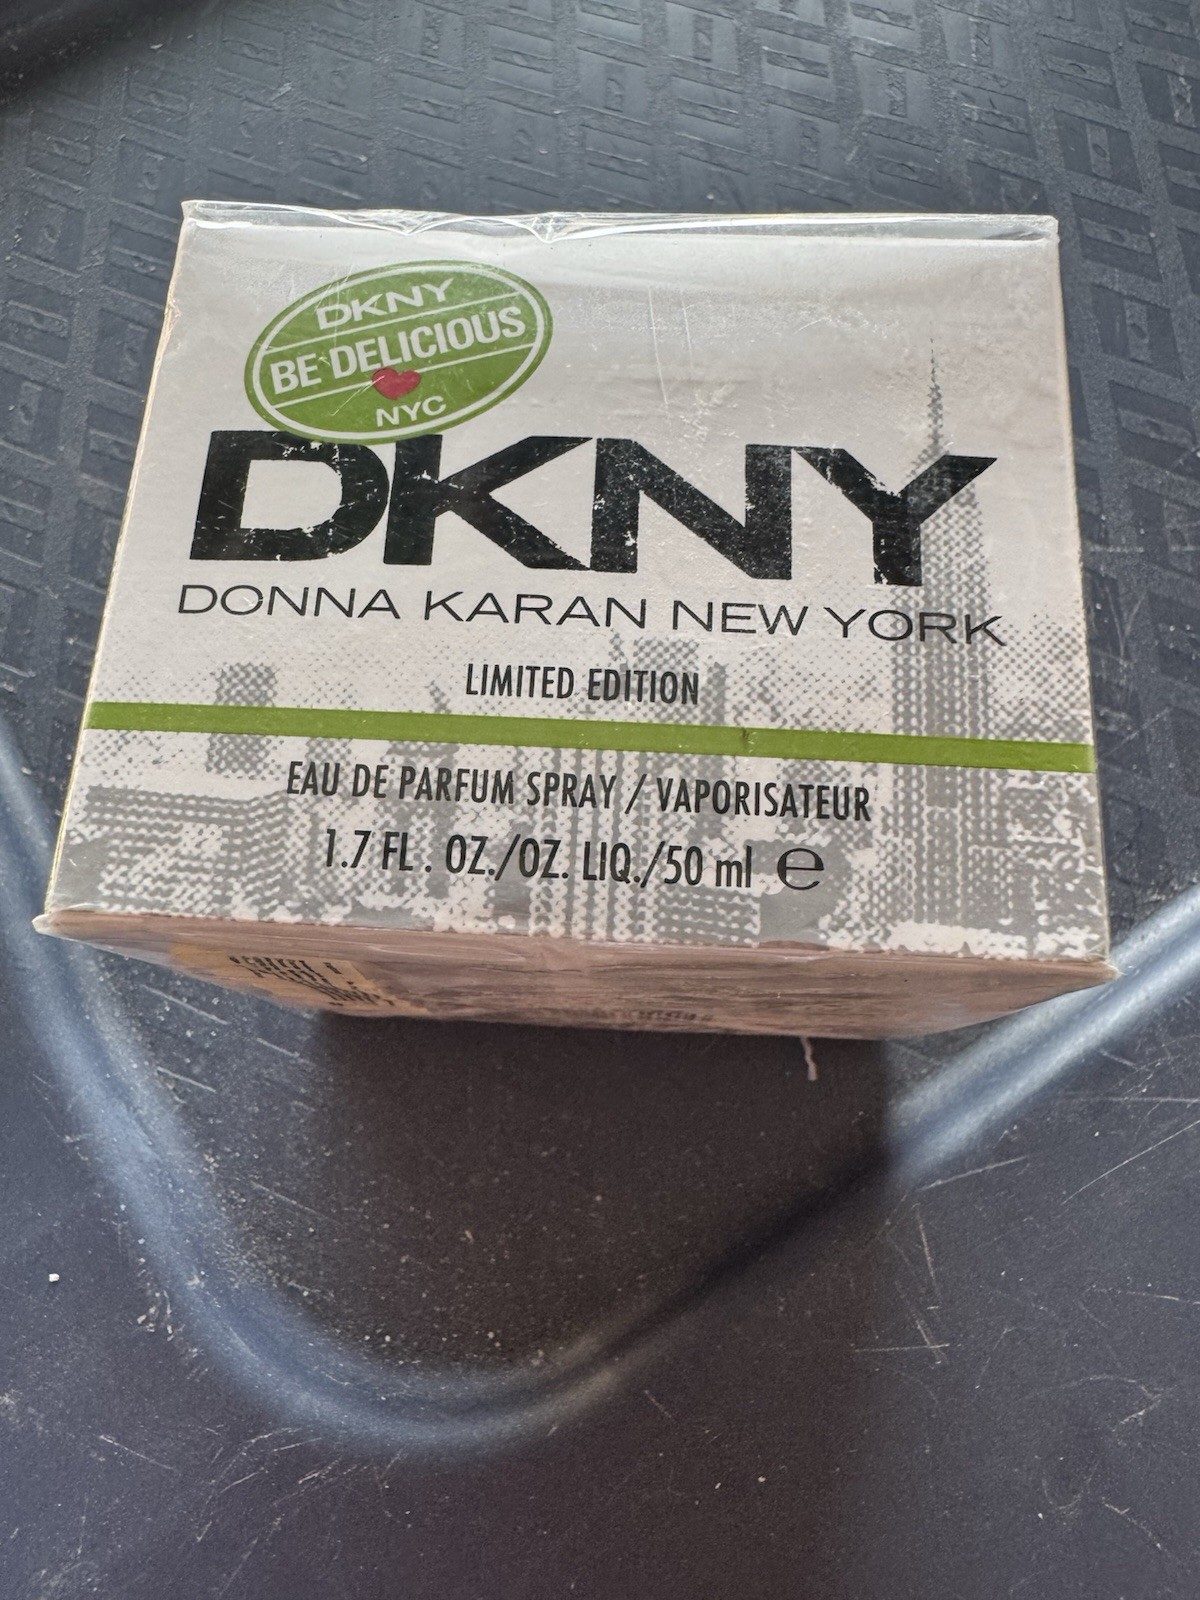 DKNY
BE DELICIOUS
NYC
DKNY
DONNA KARAN NEW YORK
LIMITED EDITION
EAU DE PARFUM SPRAY / VAPORISATEUR
1.7 FL . OZ./OZ. LIQ./50 ml ℮